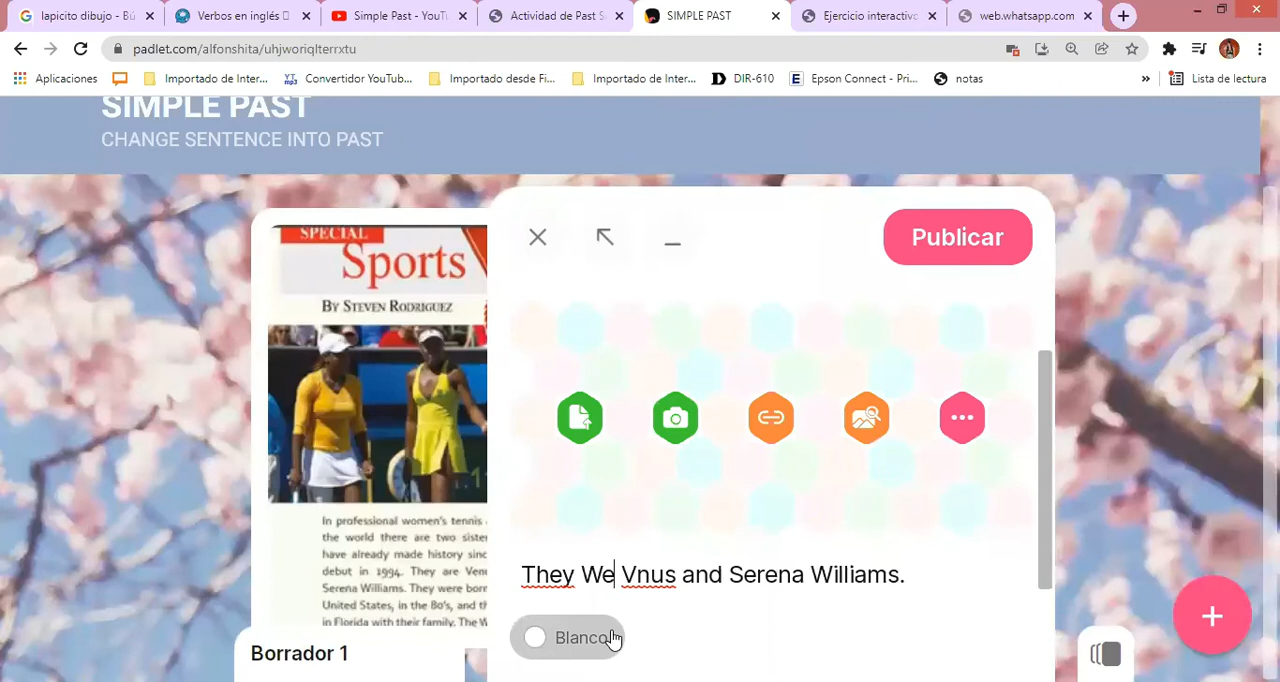 lapicito dibujo - Bú
Verbos en inglés
Simple Past - YouTu
Actividad de Past S
SIMPLE PAST
Ejercicio interactivo
web.whatsapp.com
padlet.com/alfonshita/uhjworiqlterrxtu
Aplicaciones
Importado de Inter...
Convertidor YouTub...
Importado desde Fi...
Importado de Inter...
DIR-610
Epson Connect - Pri...
notas
»
Lista de lectura
SIMPLE PAST
CHANGE SENTENCE INTO PAST
Publicar
SPECIAL
Sports
BY STEVEN RODRIGUEZ
In professional women's tennis
the world there are two sister
have already made history sinc
debut in 1994. They are Ven
Serena Williams. They were born
United States, in the 80's, and th
in Florida with their family. The W
They We Vnus and Serena Williams.
Blanco
Borrador 1